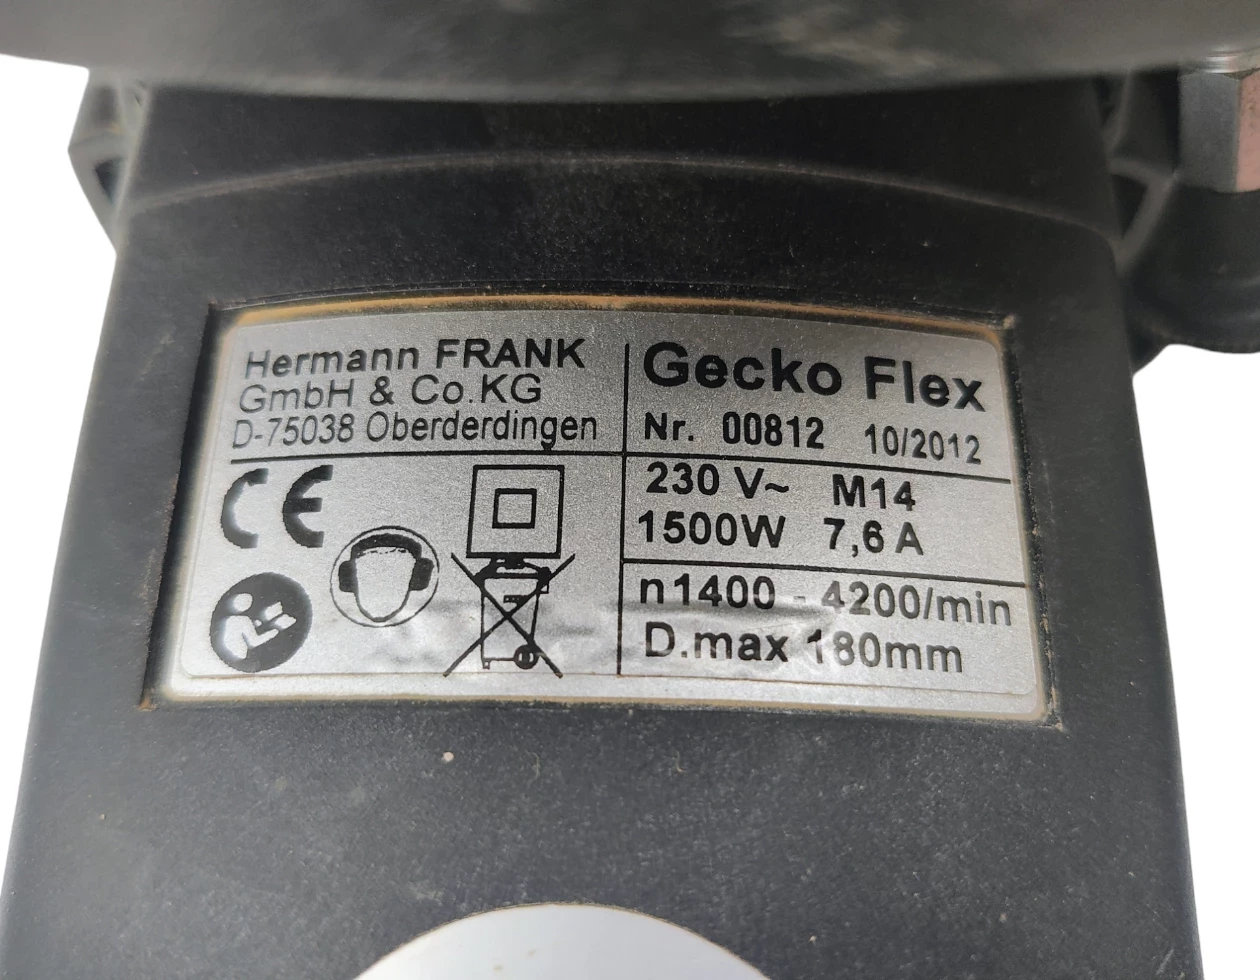 Hermann FRANK
GmbH & Co.KG
D-75038 Oberderdingen
CE
Gecko Flex
Nr. 00812 10/2012
230 V~ M14
1500W 7,6 A
n1400 - 4200/min
D.max 180mm